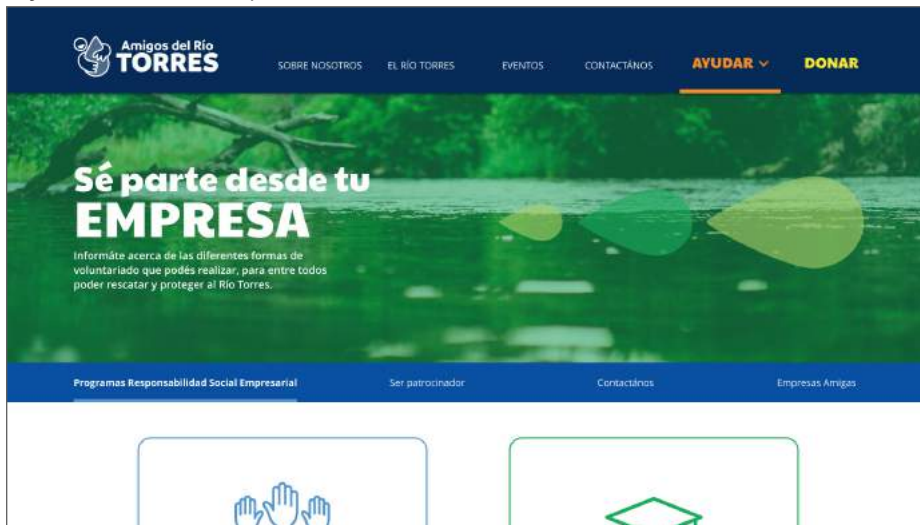 Amigos del Río
TORRES
SOBRE NOSOTROS
EL RÍO TORRES
EVENTOS
CONTACTÁNOS
AYUDAR
DONAR
Sé parte desde tu
EMPRESA
Informáte acerca de las diferentes formas de
voluntariado que podés realizar, para entre todos
poder rescatar y proteger al Río Torres.
Programas Responsabilidad Social Empresarial
Ser patrocinador
Contactános
Empresas Amigas